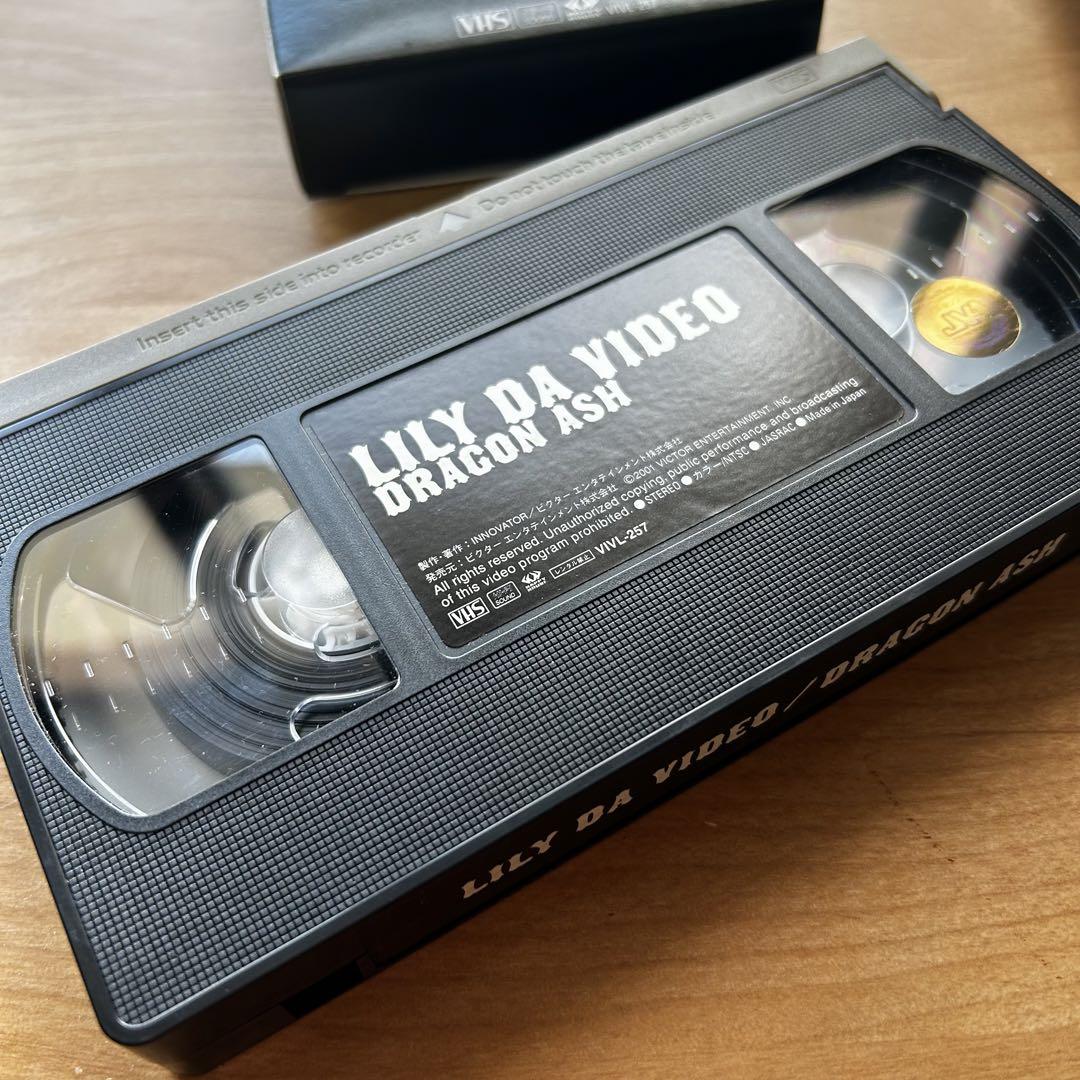 VHS
VIVL 257
VHS
Insert this side into recorder
Do not touch the tape inside
LILY DA VIDEO
DRAGON ASH
製作・著作：INNOVATOR／ビクター エンタテインメント株式会社
発売元：ビクター エンタテインメント株式会社 ©2001 VICTOR ENTERTAINMENT, INC.
All rights reserved. Unauthorized copying, public performance and broadcasting
of this video program prohibited. ●STEREO ●カラー/NTSC ●JASRAC ●Made in Japan
VHS SOUND レンタル禁止 VIVL-257
JVC
LILY DA VIDEO/DRAGON ASH